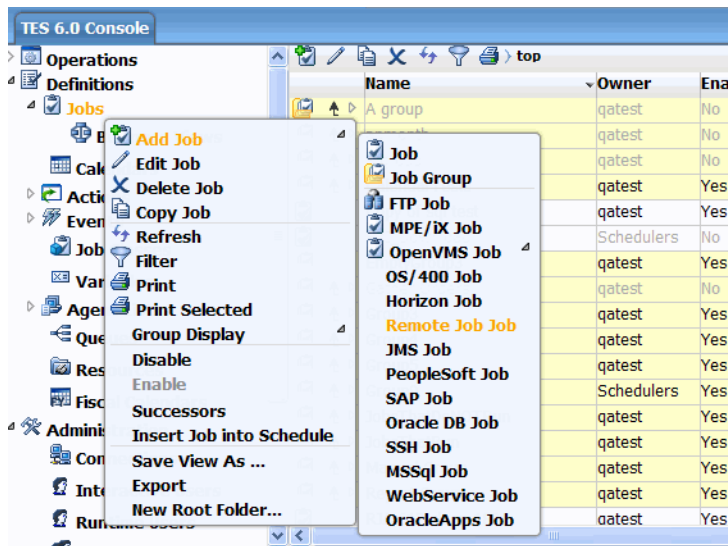 TES 6.0 Console
Operations
Definitions
Jobs
Add Job
Edit Job
Delete Job
Copy Job
Refresh
Filter
Print
Print Selected
Group Display
Disable
Enable
Successors
Insert Job into Schedule
Save View As ...
Export
New Root Folder...
Job
Job Group
FTP Job
MPE/iX Job
OpenVMS Job
OS/400 Job
Horizon Job
Remote Job Job
JMS Job
PeopleSoft Job
SAP Job
Oracle DB Job
SSH Job
MSSql Job
WebService Job
OracleApps Job
top
Name Owner Ena
A group qatest No
qatest No
qatest No
qatest Yes
qatest Yes
Schedulers No
qatest Yes
qatest No
qatest Yes
qatest Yes
qatest Yes
Schedulers Yes
qatest Yes
qatest Yes
qatest Yes
qatest Yes
qatest Yes